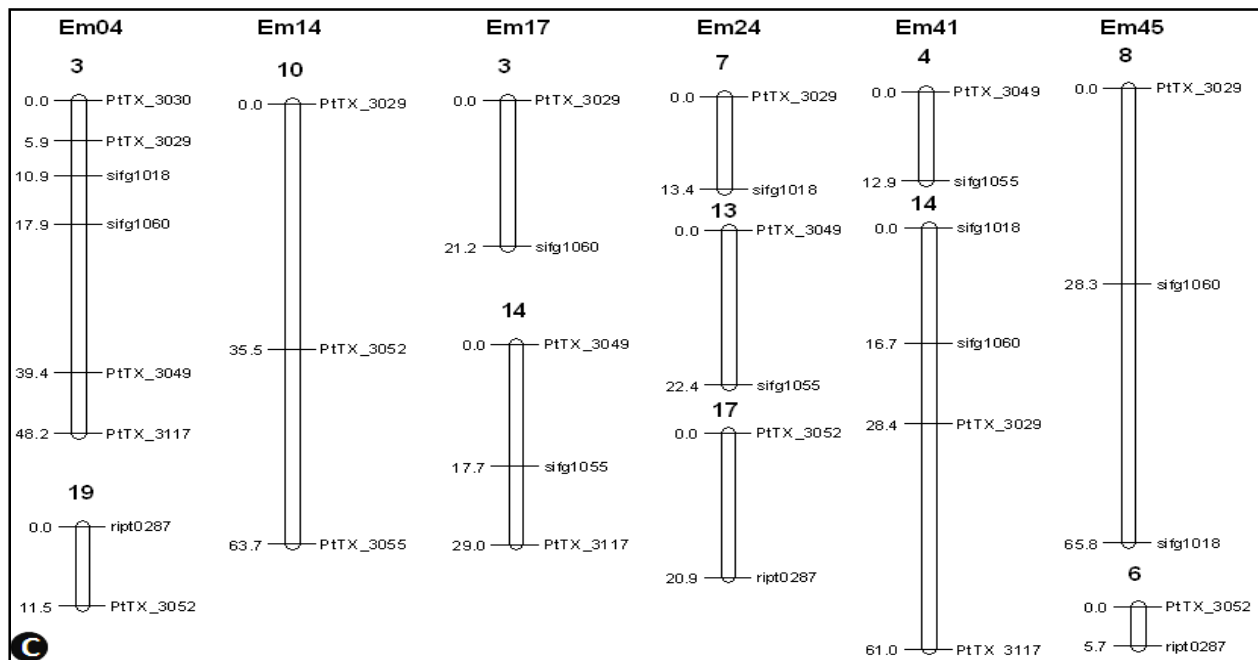 Em04 Em14 Em17 Em24 Em41 Em45
3
0.0 PtTX_3030
5.9 PtTX_3029
10.9 sifg1018
17.9 sifg1060
39.4 PtTX_3049
48.2 PtTX_3117
19
0.0 ript0287
11.5 PtTX_3052
10
0.0 PtTX_3029
35.5 PtTX_3052
63.7 PtTX_3055
3
0.0 PtTX_3029
21.2 sifg1060
14
0.0 PtTX_3049
17.7 sifg1055
29.0 PtTX_3117
7
0.0 PtTX_3029
13.4 sifg1018
13
0.0 PtTX_3049
22.4 sifg1055
17
0.0 PtTX_3052
20.9 ript0287
4
0.0 PtTX_3049
12.9 sifg1055
14
0.0 sifg1018
16.7 sifg1060
28.4 PtTX_3029
61.0 PtTX_3117
8
0.0 PtTX_3029
28.3 sifg1060
65.8 sifg1018
6
0.0 PtTX_3052
5.7 ript0287
C